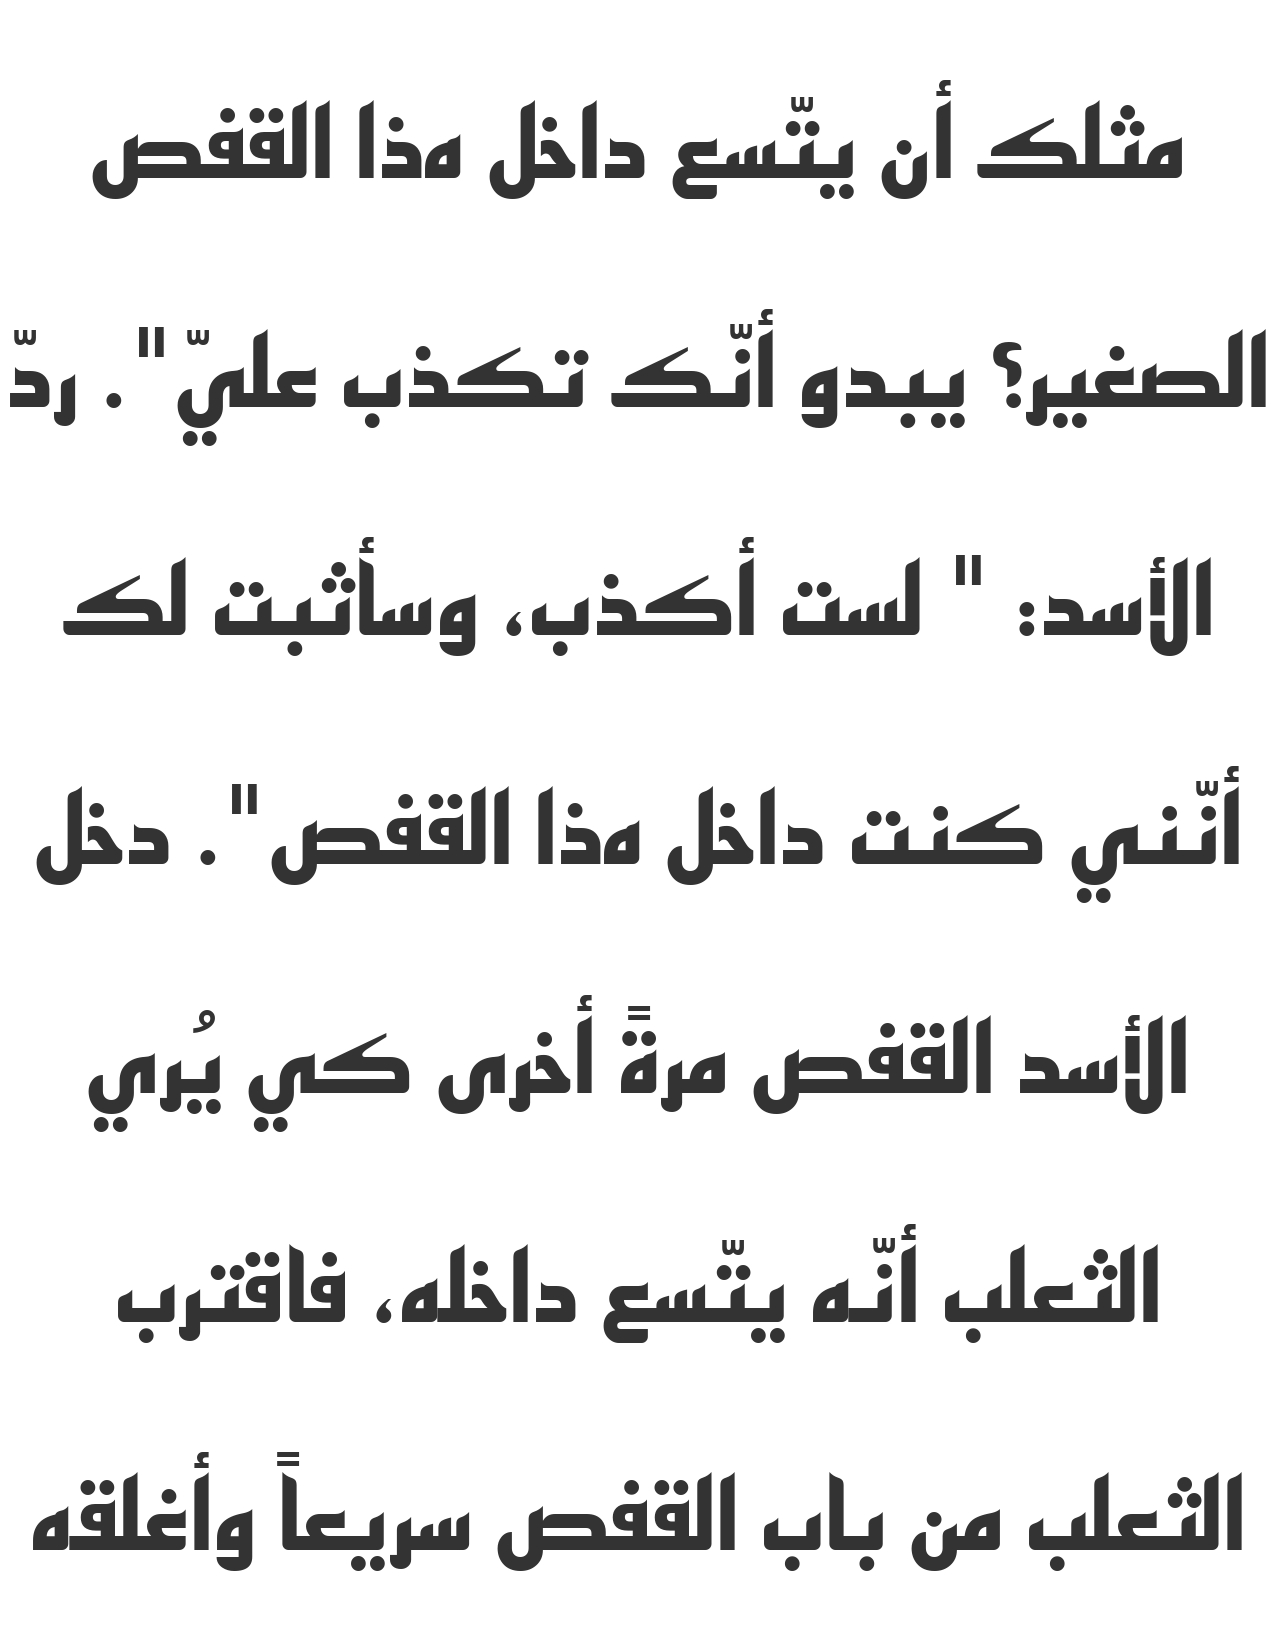 مثلك أن يتّسع داخل هذا القفص
الصغير؟ يبدو أنّك تكذب عليّ". ردّ
الأسد: " لست أكذب، وسأثبت لك
أنّني كنت داخل هذا القفص". دخل
الأسد القفص مرةً أخرى كي يُري
الثعلب أنّه يتّسع داخله، فاقترب
الثعلب من باب القفص سريعاً وأغلقه